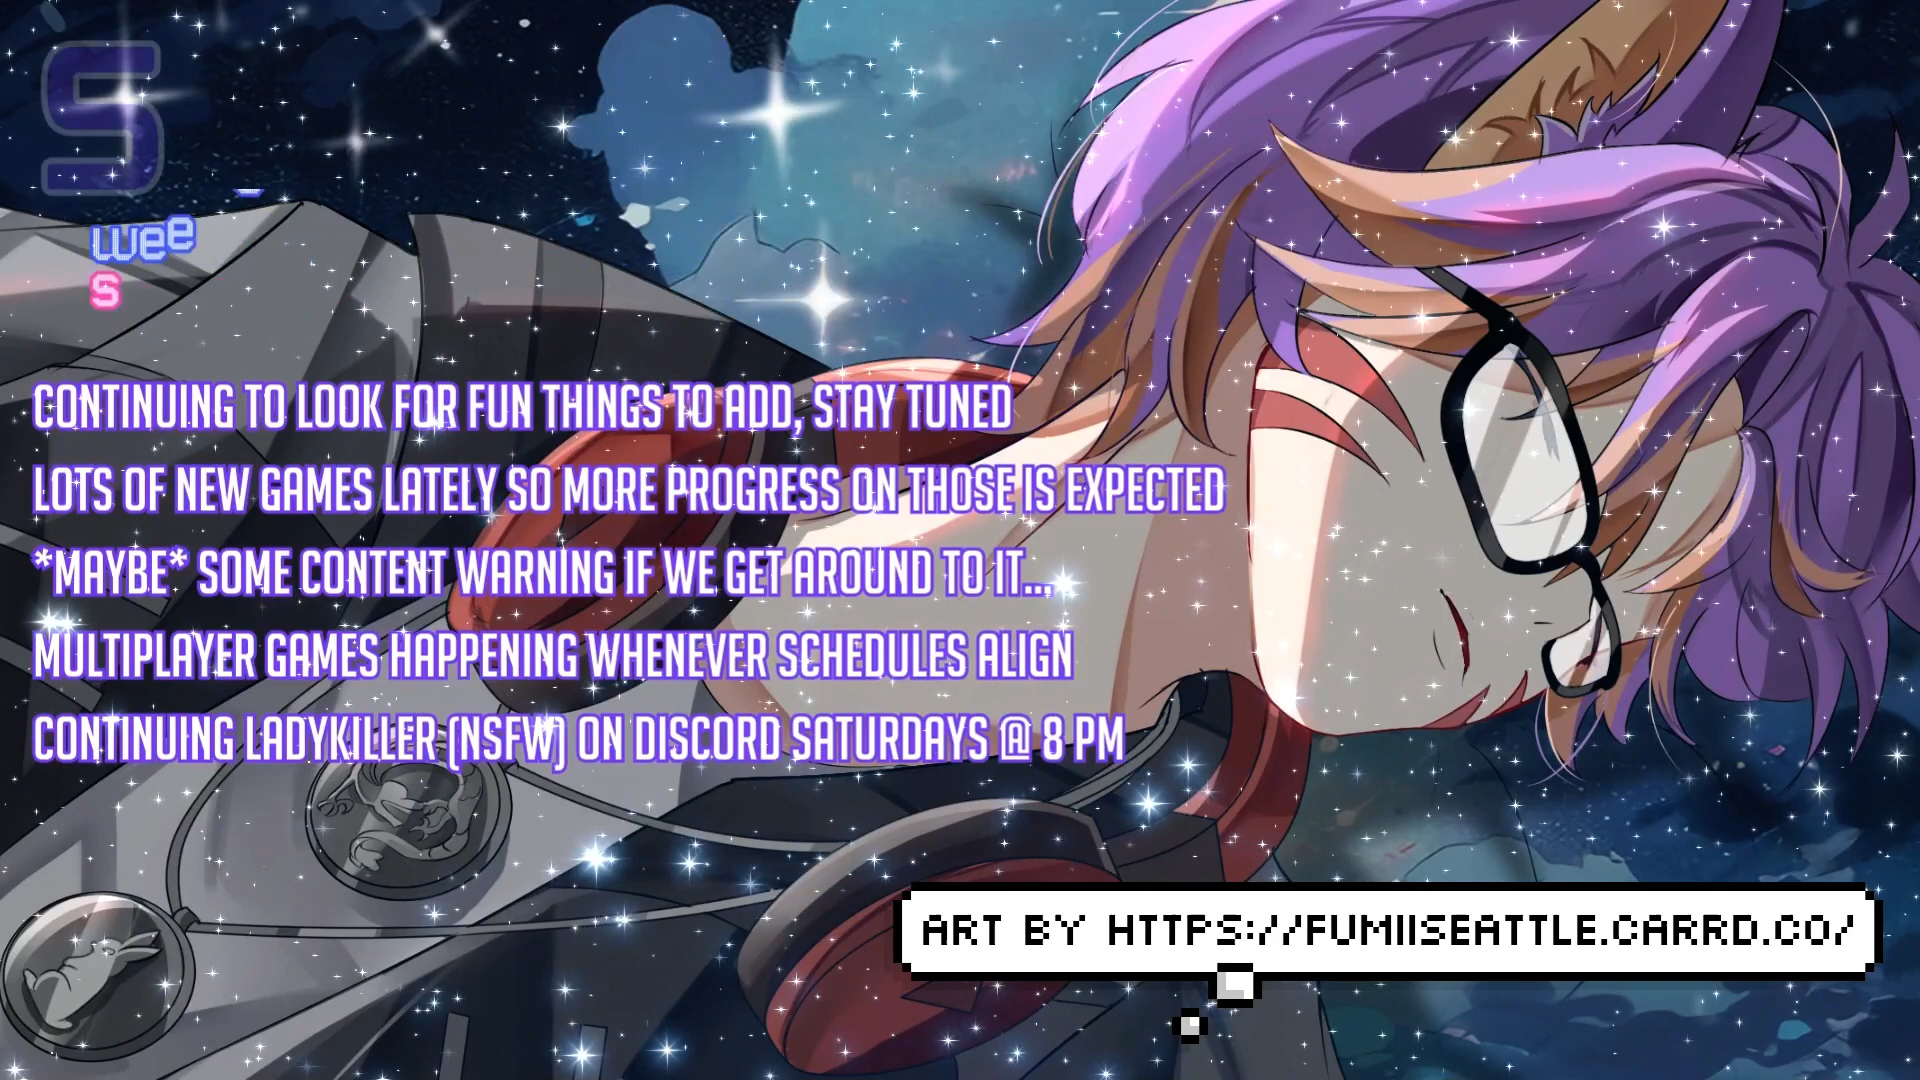 S
wee
s
CONTINUING TO LOOK FOR FUN THINGS TO ADD, STAY TUNED
LOTS OF NEW GAMES LATELY SO MORE PROGRESS ON THOSE IS EXPECTED
*MAYBE* SOME CONTENT WARNING IF WE GET AROUND TO IT...
MULTIPLAYER GAMES HAPPENING WHENEVER SCHEDULES ALIGN
CONTINUING LADYKILLER (NSFW) ON DISCORD SATURDAYS @ 8 PM
ART BY HTTPS://FUMIISEATTLE.CARRD.CO/